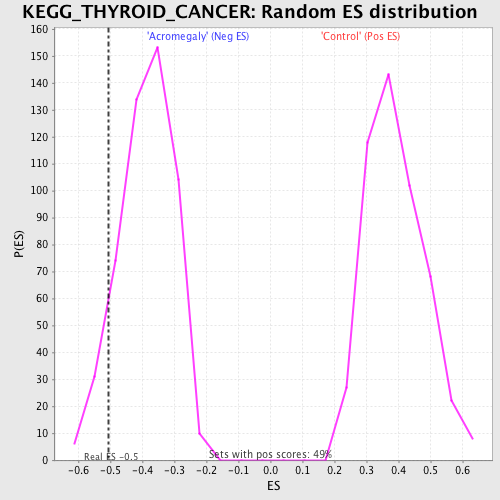 KEGG_THYROID_CANCER: Random ES distribution
'Acromegaly' (Neg ES) 'Control' (Pos ES)
160
150
140
130
120
110
100
90
80
70
60
50
40
30
20
10
0
P(ES)
Real ES -0.5 Sets with pos scores: 49%
-0.6 -0.5 -0.4 -0.3 -0.2 -0.1 0.0 0.1 0.2 0.3 0.4 0.5 0.6
ES